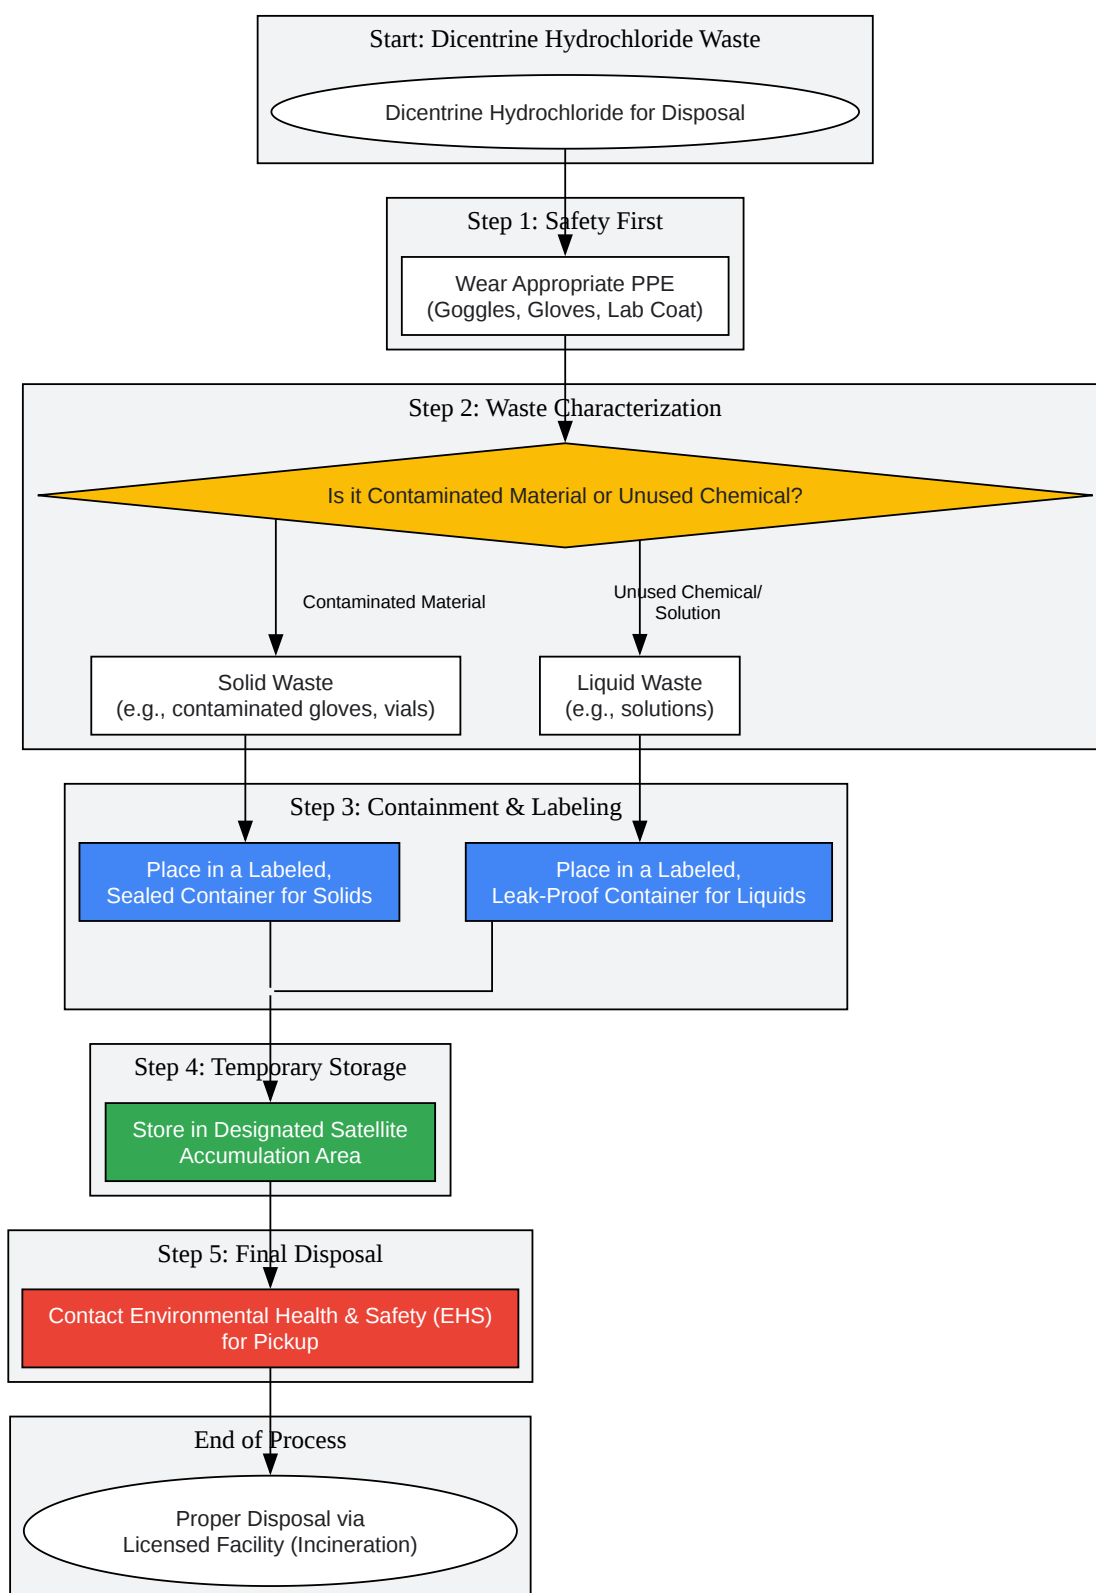 Start: Dicentrine Hydrochloride Waste
Dicentrine Hydrochloride for Disposal
Step 1: Safety First
Wear Appropriate PPE
(Goggles, Gloves, Lab Coat)
Step 2: Waste Characterization
Is it Contaminated Material or Unused Chemical?
Contaminated Material
Unused Chemical/
Solution
Solid Waste
(e.g., contaminated gloves, vials)
Liquid Waste
(e.g., solutions)
Step 3: Containment & Labeling
Place in a Labeled,
Sealed Container for Solids
Place in a Labeled,
Leak-Proof Container for Liquids
Step 4: Temporary Storage
Store in Designated Satellite
Accumulation Area
Step 5: Final Disposal
Contact Environmental Health & Safety (EHS)
for Pickup
End of Process
Proper Disposal via
Licensed Facility (Incineration)